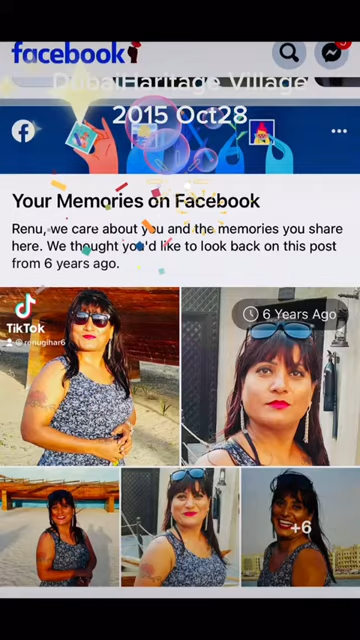 facebook
DubaiHaritage Village
2015 Oct28
Your Memories on Facebook
Renu, we care about you and the memories you share
here. We thought you'd like to look back on this post
from 6 years ago.
TikTok
@renugihar6
6 Years Ago
+6